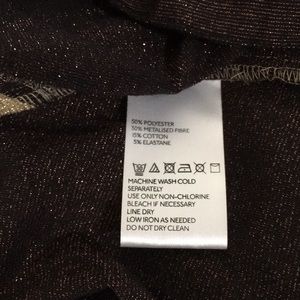 50% POLYESTER
30% METALISED FIBRE
15% COTTON
5% ELASTANE
MACHINE WASH COLD
SEPARATELY
USE ONLY NON-CHLORINE
BLEACH IF NECESSARY
LINE DRY
LOW IRON AS NEEDED
DO NOT DRY CLEAN